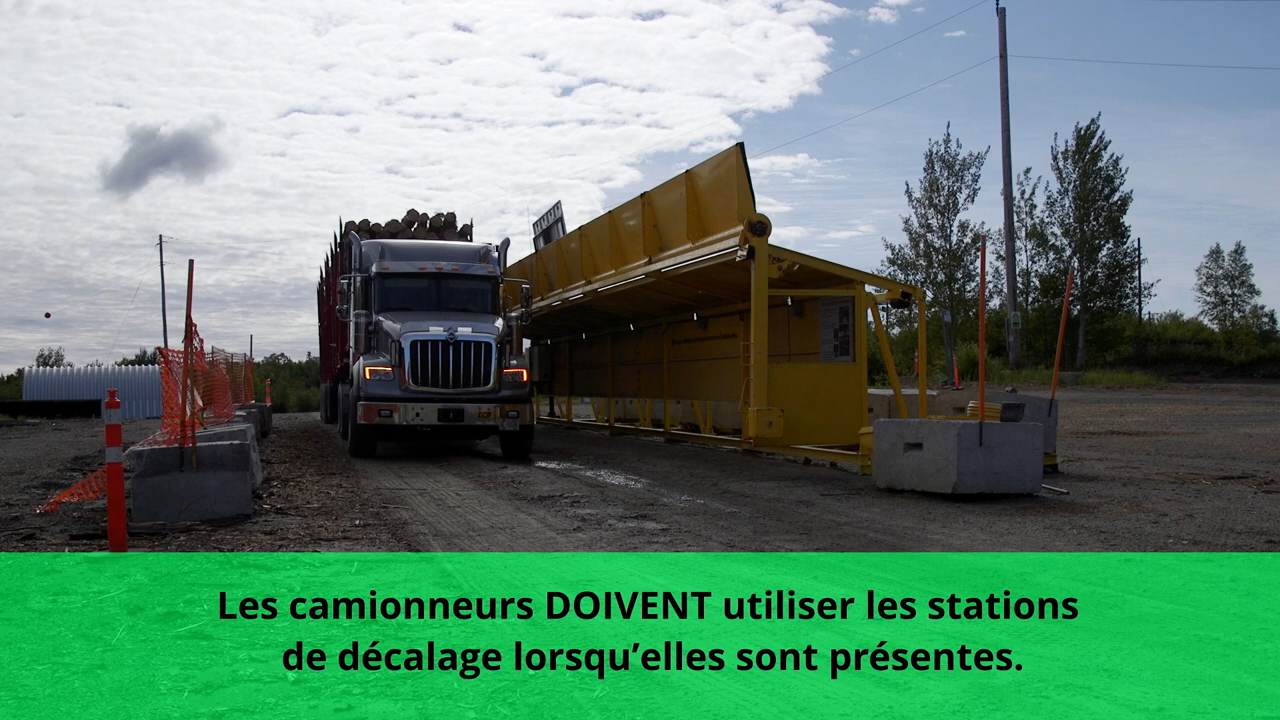 Les camionneurs DOIVENT utiliser les stations
de décalage lorsqu’elles sont présentes.